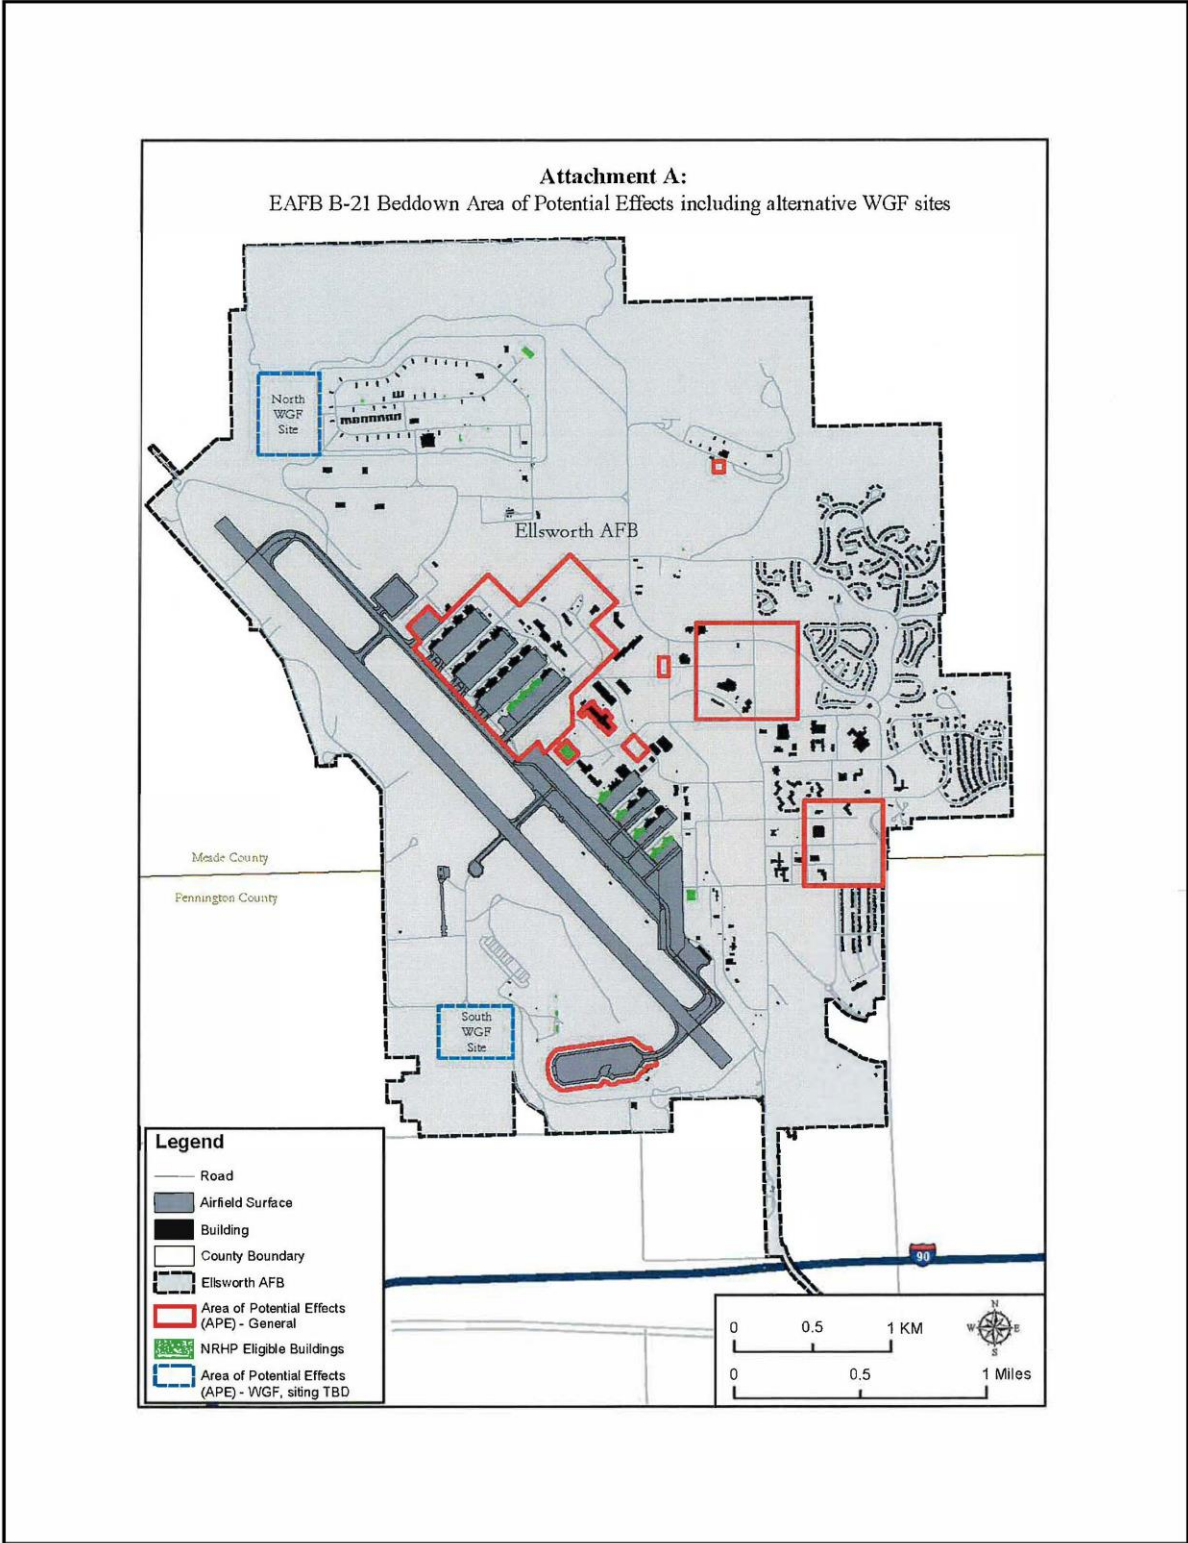 Attachment A:
EAFB B-21 Beddown Area of Potential Effects including alternative WGF sites
North
WGF
Site
Ellsworth AFB
Meade County
Pennington County
South
WGF
Site
Legend
Road
Airfield Surface
Building
County Boundary
Ellsworth AFB
Area of Potential Effects
(APE) - General
NRHP Eligible Buildings
Area of Potential Effects
(APE) - WGF, siting TBD
90
0 0.5 1 KM
N
W E
S
0 0.5 1 Miles